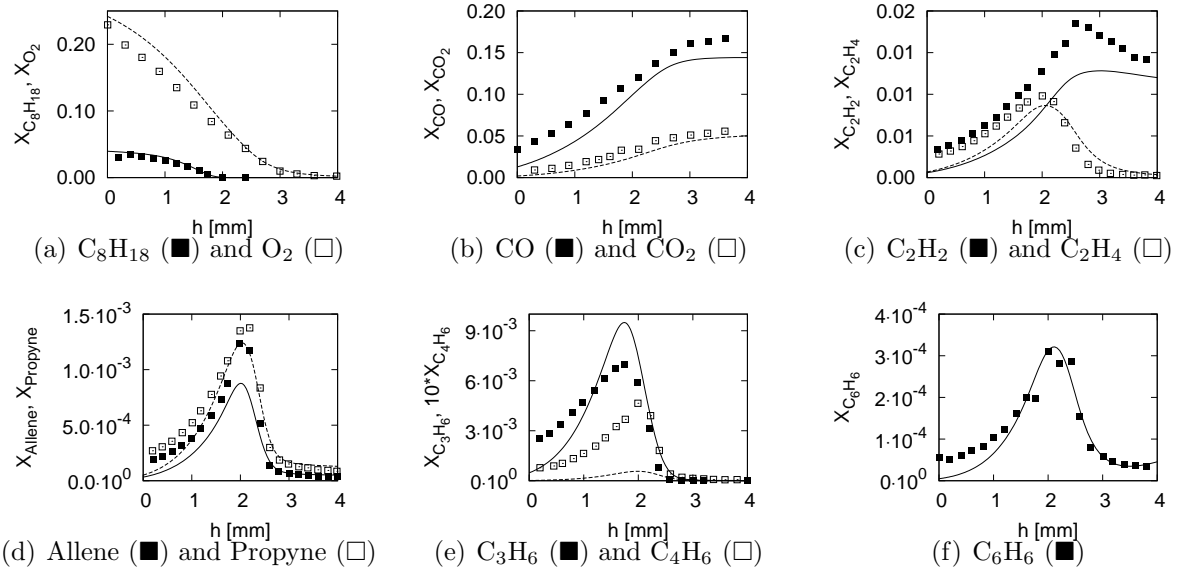 0.20
0.10
0.00
X_C8H18, X_O2
0 1 2 3 4
h [mm]
(a) C8H18 (■) and O2 (□)
0.20
0.15
0.10
0.05
0.00
X_CO, X_CO2
0 1 2 3 4
h [mm]
(b) CO (■) and CO2 (□)
0.02
0.01
0.01
0.00
X_C2H2, X_C2H4
0 1 2 3 4
h [mm]
(c) C2H2 (■) and C2H4 (□)
1.5·10^-3
1.0·10^-3
5.0·10^-4
0.0·10^0
X_Allene, X_Propyne
0 1 2 3 4
h [mm]
(d) Allene (■) and Propyne (□)
9·10^-3
6·10^-3
3·10^-3
0·10^0
X_C3H6, 10*X_C4H6
0 1 2 3 4
h [mm]
(e) C3H6 (■) and C4H6 (□)
4·10^-4
3·10^-4
2·10^-4
1·10^-4
0·10^0
X_C6H6
0 1 2 3 4
h [mm]
(f) C6H6 (■)